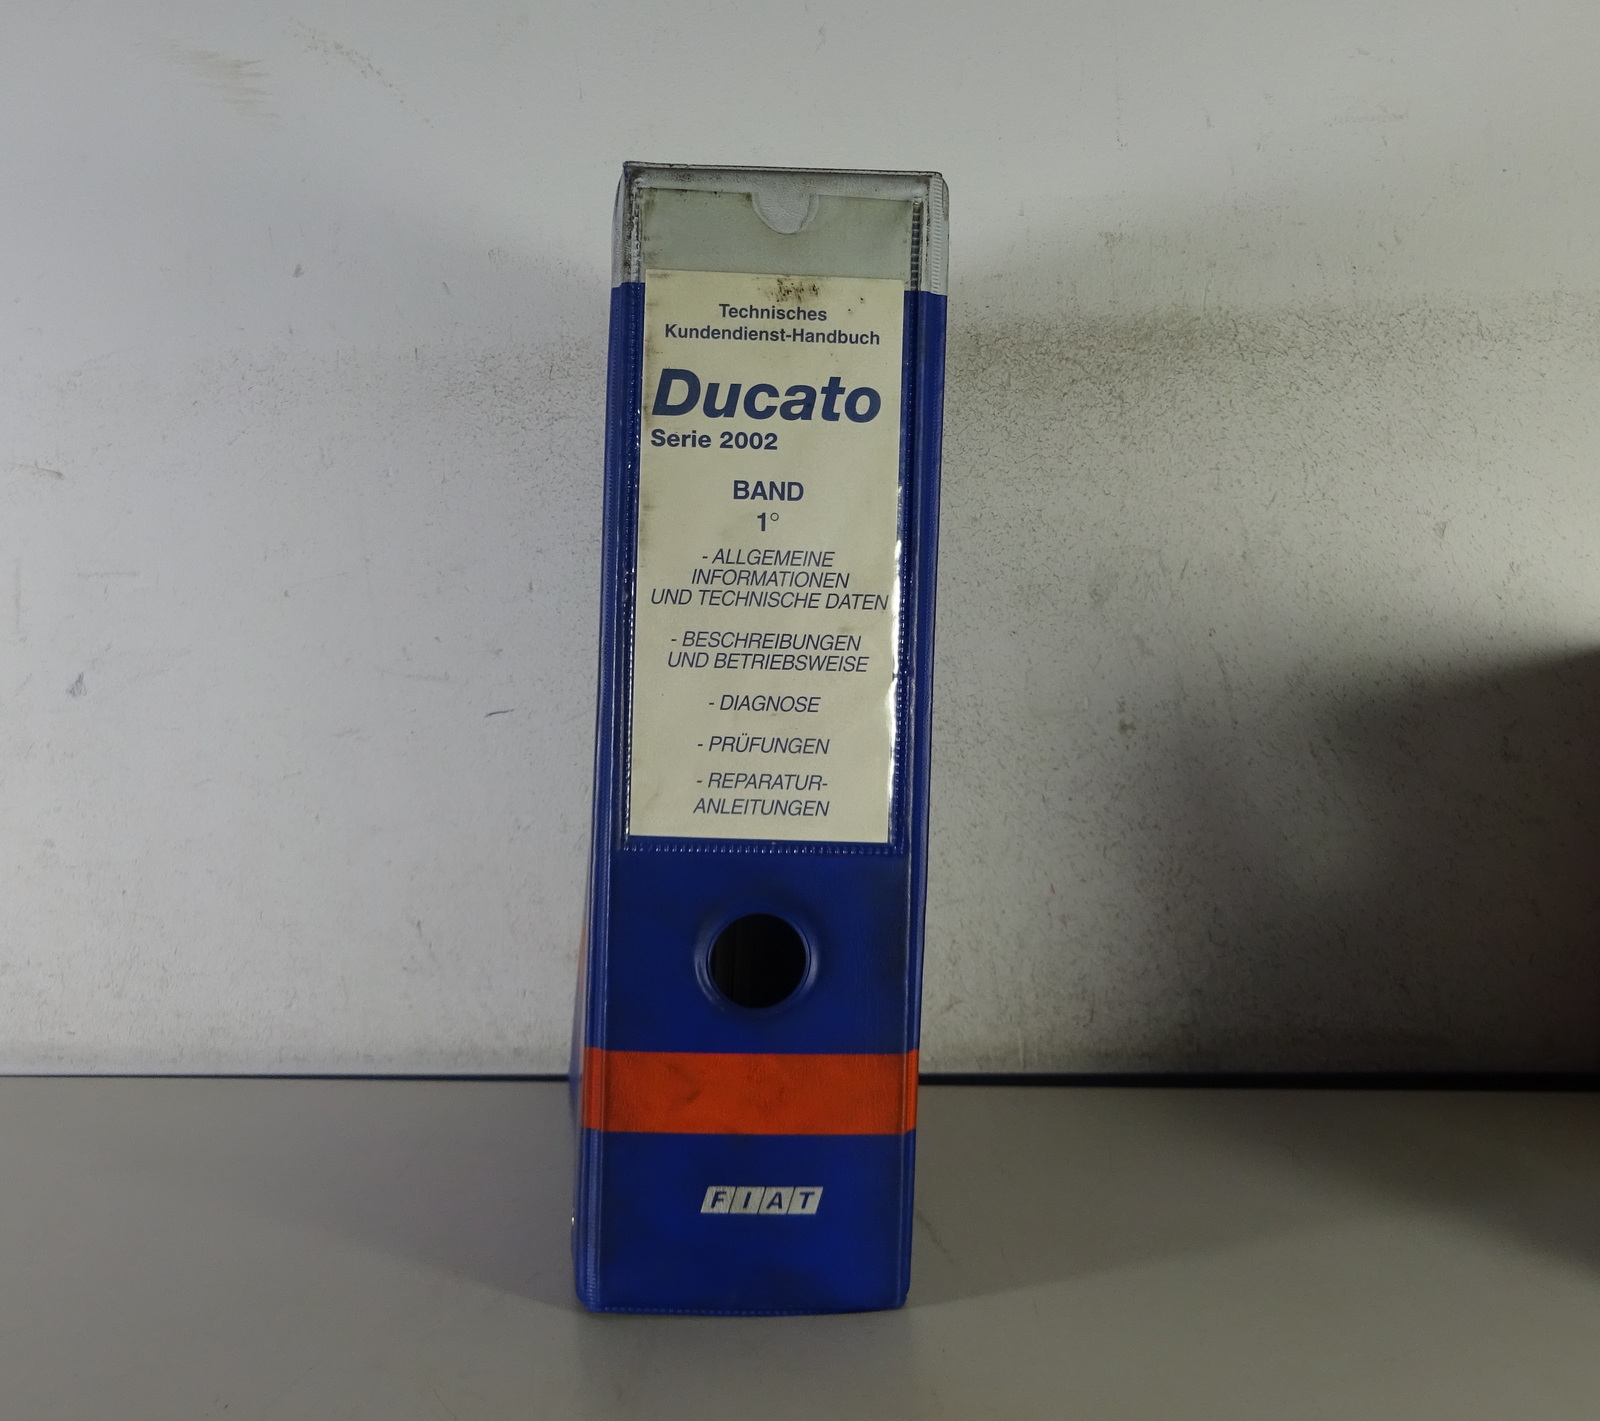 Technisches
Kundendienst-Handbuch
Ducato
Serie 2002
BAND
1°
- ALLGEMEINE
INFORMATIONEN
UND TECHNISCHE DATEN
- BESCHREIBUNGEN
UND BETRIEBSWEISE
- DIAGNOSE
- PRÜFUNGEN
- REPARATUR-
ANLEITUNGEN
FIAT